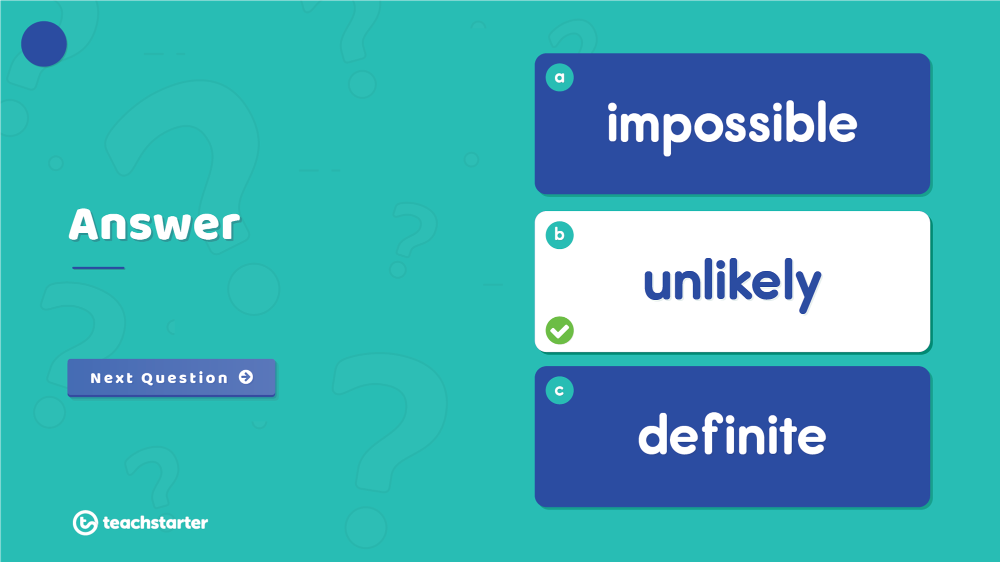 Answer
Next Question
teachstarter
a
impossible
b
unlikely
c
definite